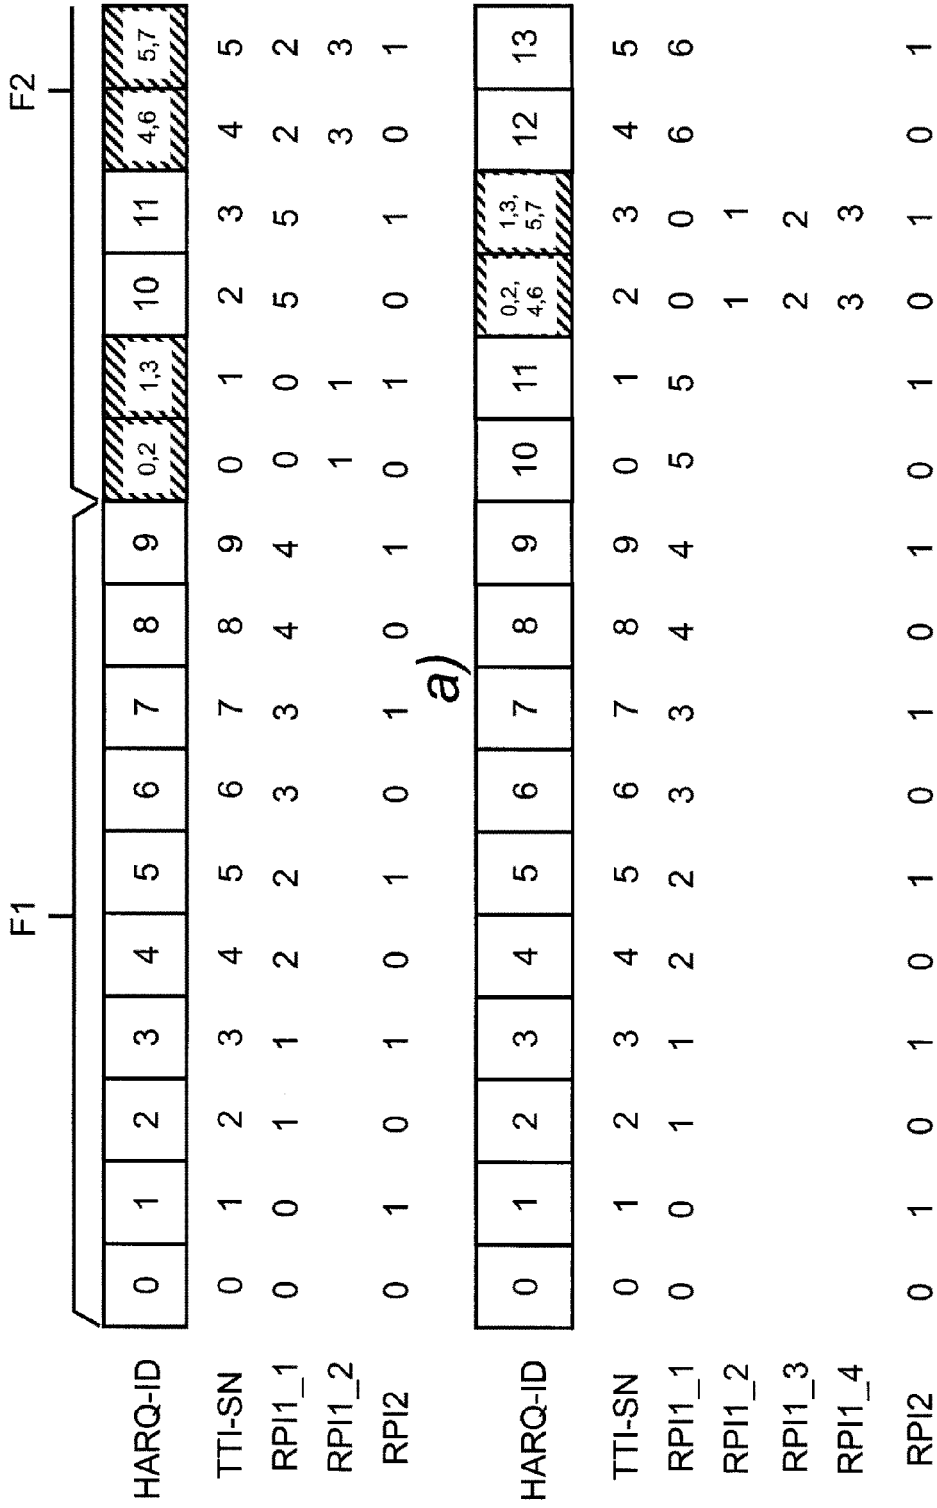 F1 F2
HARQ-ID 0 1 2 3 4 5 6 7 8 9 0,2 1,3 10 11 4,6 5,7
TTI-SN 0 1 2 3 4 5 6 7 8 9 0 1 2 3 4 5
RPI1_1 0 0 1 1 2 2 3 3 4 4 0 0 5 5 2 2
RPI1_2 1 1 3 3
RPI2 0 1 0 1 0 1 0 1 0 1 0 1 0 1 0 1
a)
HARQ-ID 0 1 2 3 4 5 6 7 8 9 10 11 0,2, 1,3, 12 13
4,6 5,7
TTI-SN 0 1 2 3 4 5 6 7 8 9 0 1 2 3 4 5
RPI1_1 0 0 1 1 2 2 3 3 4 4 5 5 0 0 6 6
RPI1_2 1 1
RPI1_3 2 2
RPI1_4 3 3
RPI2 0 1 0 1 0 1 0 1 0 1 0 1 0 1 0 1